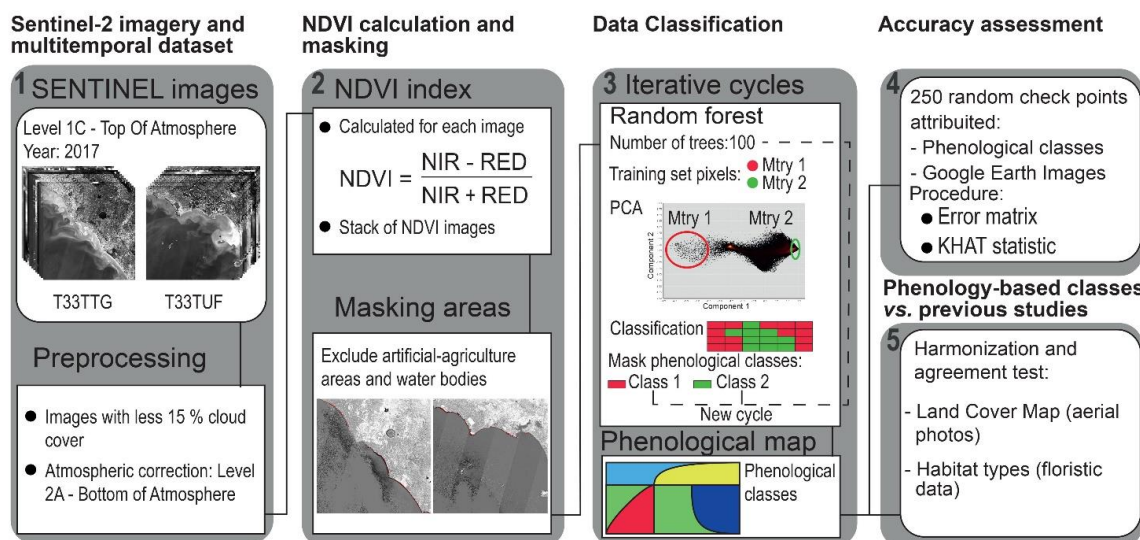 Sentinel-2 imagery and
multitemporal dataset
1 SENTINEL images
Level 1C - Top Of Atmosphere
Year: 2017
T33TTG T33TUF
Preprocessing
● Images with less 15 % cloud
cover
● Atmospheric correction: Level
2A - Bottom of Atmosphere
NDVI calculation and
masking
2 NDVI index
● Calculated for each image
NDVI = NIR - RED
NIR + RED
● Stack of NDVI images
Masking areas
Exclude artificial-agriculture
areas and water bodies
Data Classification
3 Iterative cycles
Random forest
Number of trees:100
Training set pixels: ● Mtry 1
● Mtry 2
PCA
Mtry 1 Mtry 2
Component 2
Component 1
Classification
Mask phenological classes:
Class 1 Class 2
New cycle
Phenological map
Phenological
classes
Accuracy assessment
4
250 random check points
attribuited:
- Phenological classes
- Google Earth Images
Procedure:
● Error matrix
● KHAT statistic
Phenology-based classes
vs. previous studies
5
Harmonization and
agreement test:
- Land Cover Map (aerial
photos)
- Habitat types (floristic
data)